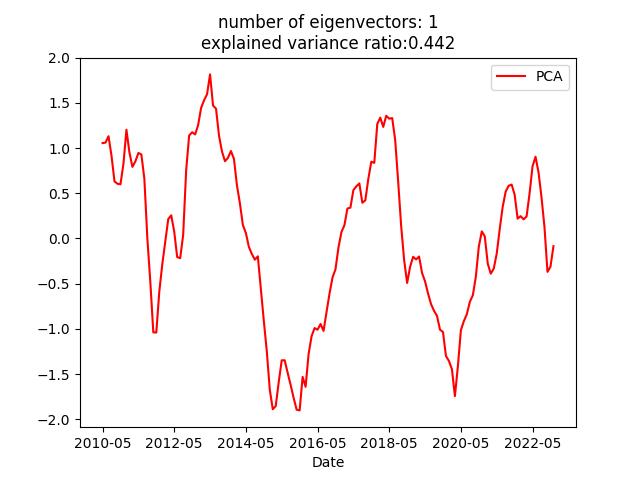 number of eigenvectors: 1
explained variance ratio:0.442
PCA
2.0
1.5
1.0
0.5
0.0
−0.5
−1.0
−1.5
−2.0
2010-05 2012-05 2014-05 2016-05 2018-05 2020-05 2022-05
Date